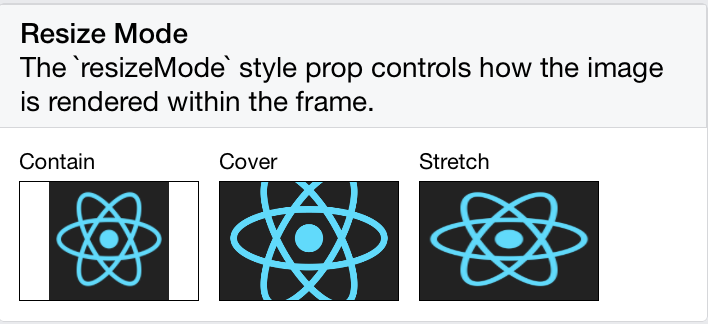 Resize Mode
The `resizeMode` style prop controls how the image
is rendered within the frame.
Contain
Cover
Stretch